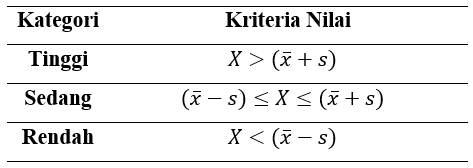 Kategori Kriteria Nilai
Tinggi X > (x̄ + s)
Sedang (x̄ − s) ≤ X ≤ (x̄ + s)
Rendah X < (x̄ − s)